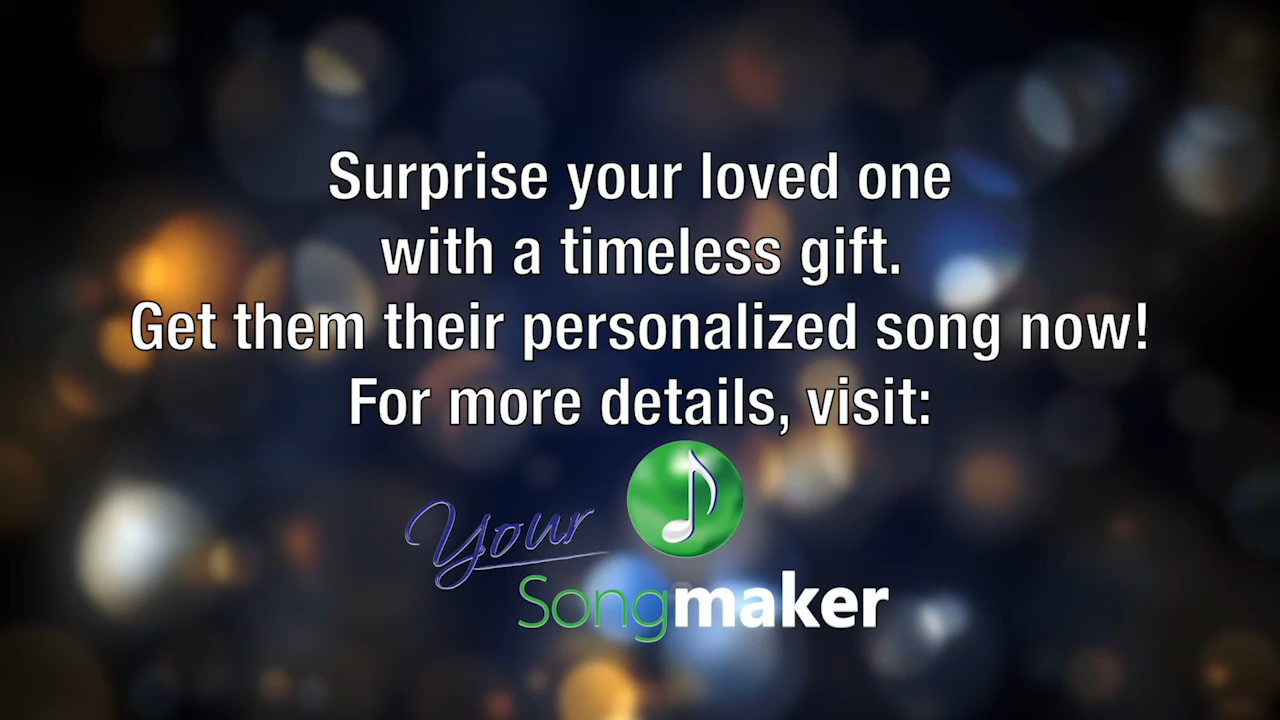 Surprise your loved one
with a timeless gift.
Get them their personalized song now!
For more details, visit:
Your
Songmaker